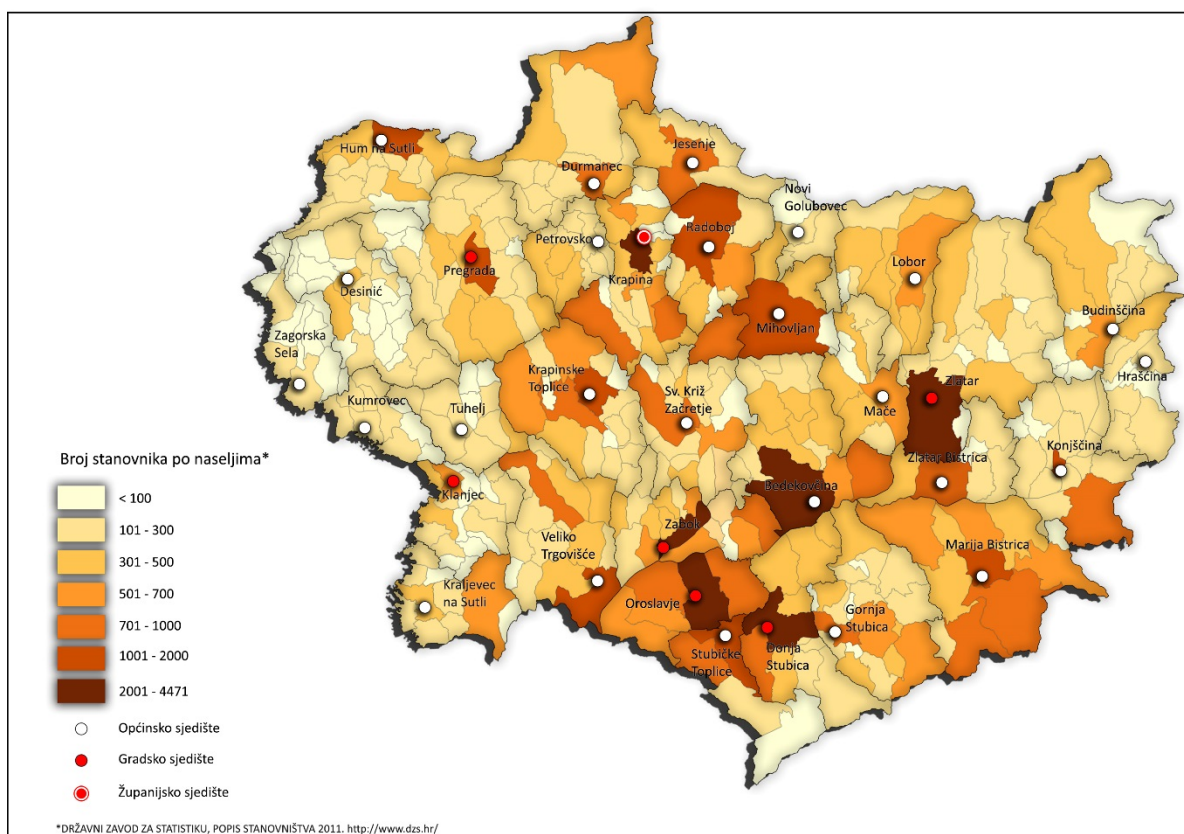 Hum na Sutli
Đurmanec
Jesenje
Novi
Golubovec
Petrovsko
Radoboj
Pregrada
Krapina
Lobor
Desinić
Budinščina
Mihovljan
Zagorska
Sela
Hrašćina
Krapinske
Toplice
Sv. Križ
Začretje
Zlatar
Kumrovec
Tuhelj
Mače
Konjščina
Zlatar Bistrica
Broj stanovnika po naseljima*
Klanjec
Bedekovčina
< 100
101 - 300
301 - 500
501 - 700
701 - 1000
1001 - 2000
2001 - 4471
Zabok
Veliko
Trgovišće
Marija Bistrica
Kraljevec
na Sutli
Oroslavje
Gornja
Stubica
Stubičke
Toplice
Donja
Stubica
Općinsko sjedište
Gradsko sjedište
Županijsko sjedište
*DRŽAVNI ZAVOD ZA STATISTIKU, POPIS STANOVNIŠTVA 2011. http://www.dzs.hr/